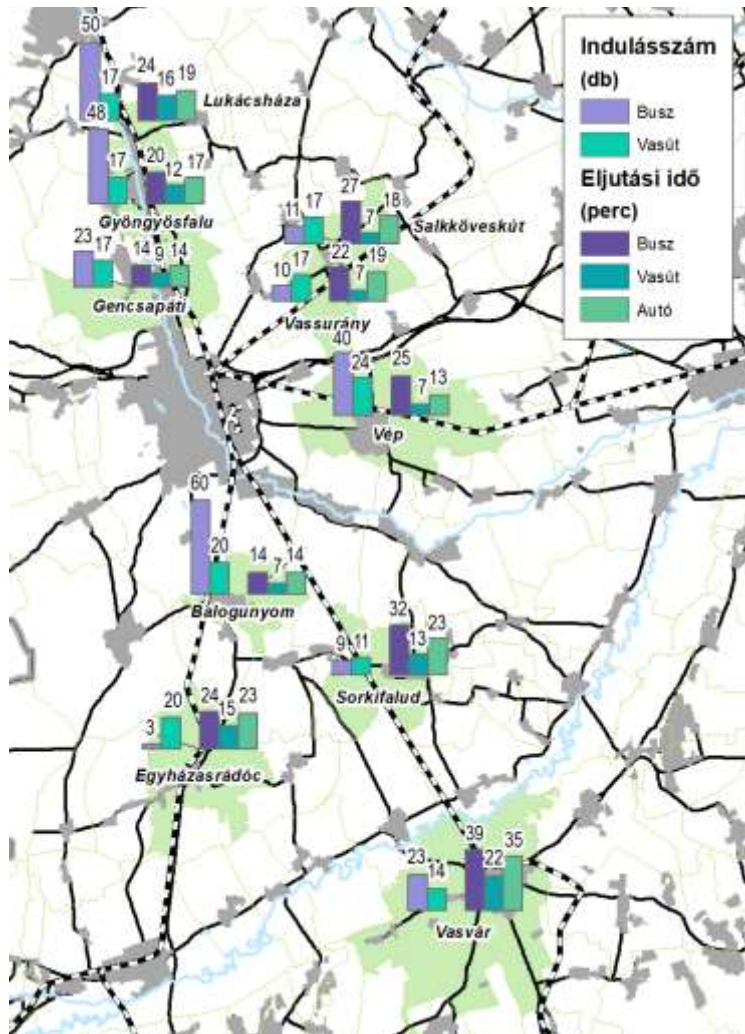 Indulásszám
(db)
Busz
Vasút
Eljutási idő
(perc)
Busz
Vasút
Autó
50
17
24
16
19
Lukácsháza
48
17
20
12
17
Gyöngyösfalu
11
17
27
7
18
Salkköveskút
23
17
14
9
14
Gencsapáti
10
17
22
7
19
Vassurány
40
24
25
7
13
Vép
60
20
14
7
14
Balogunyom
9
11
32
13
23
Sorkifalud
3
20
24
15
23
Egyházasrádóc
23
14
39
22
35
Vasvár